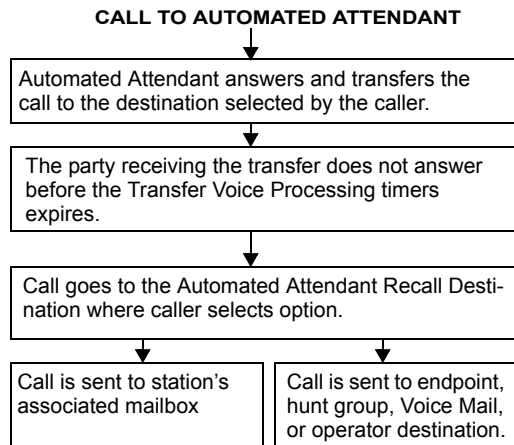 CALL TO AUTOMATED ATTENDANT
Automated Attendant answers and transfers the
call to the destination selected by the caller.
The party receiving the transfer does not answer
before the Transfer Voice Processing timers
expires.
Call goes to the Automated Attendant Recall Desti-
nation where caller selects option.
Call is sent to station's
associated mailbox
Call is sent to endpoint,
hunt group, Voice Mail,
or operator destination.